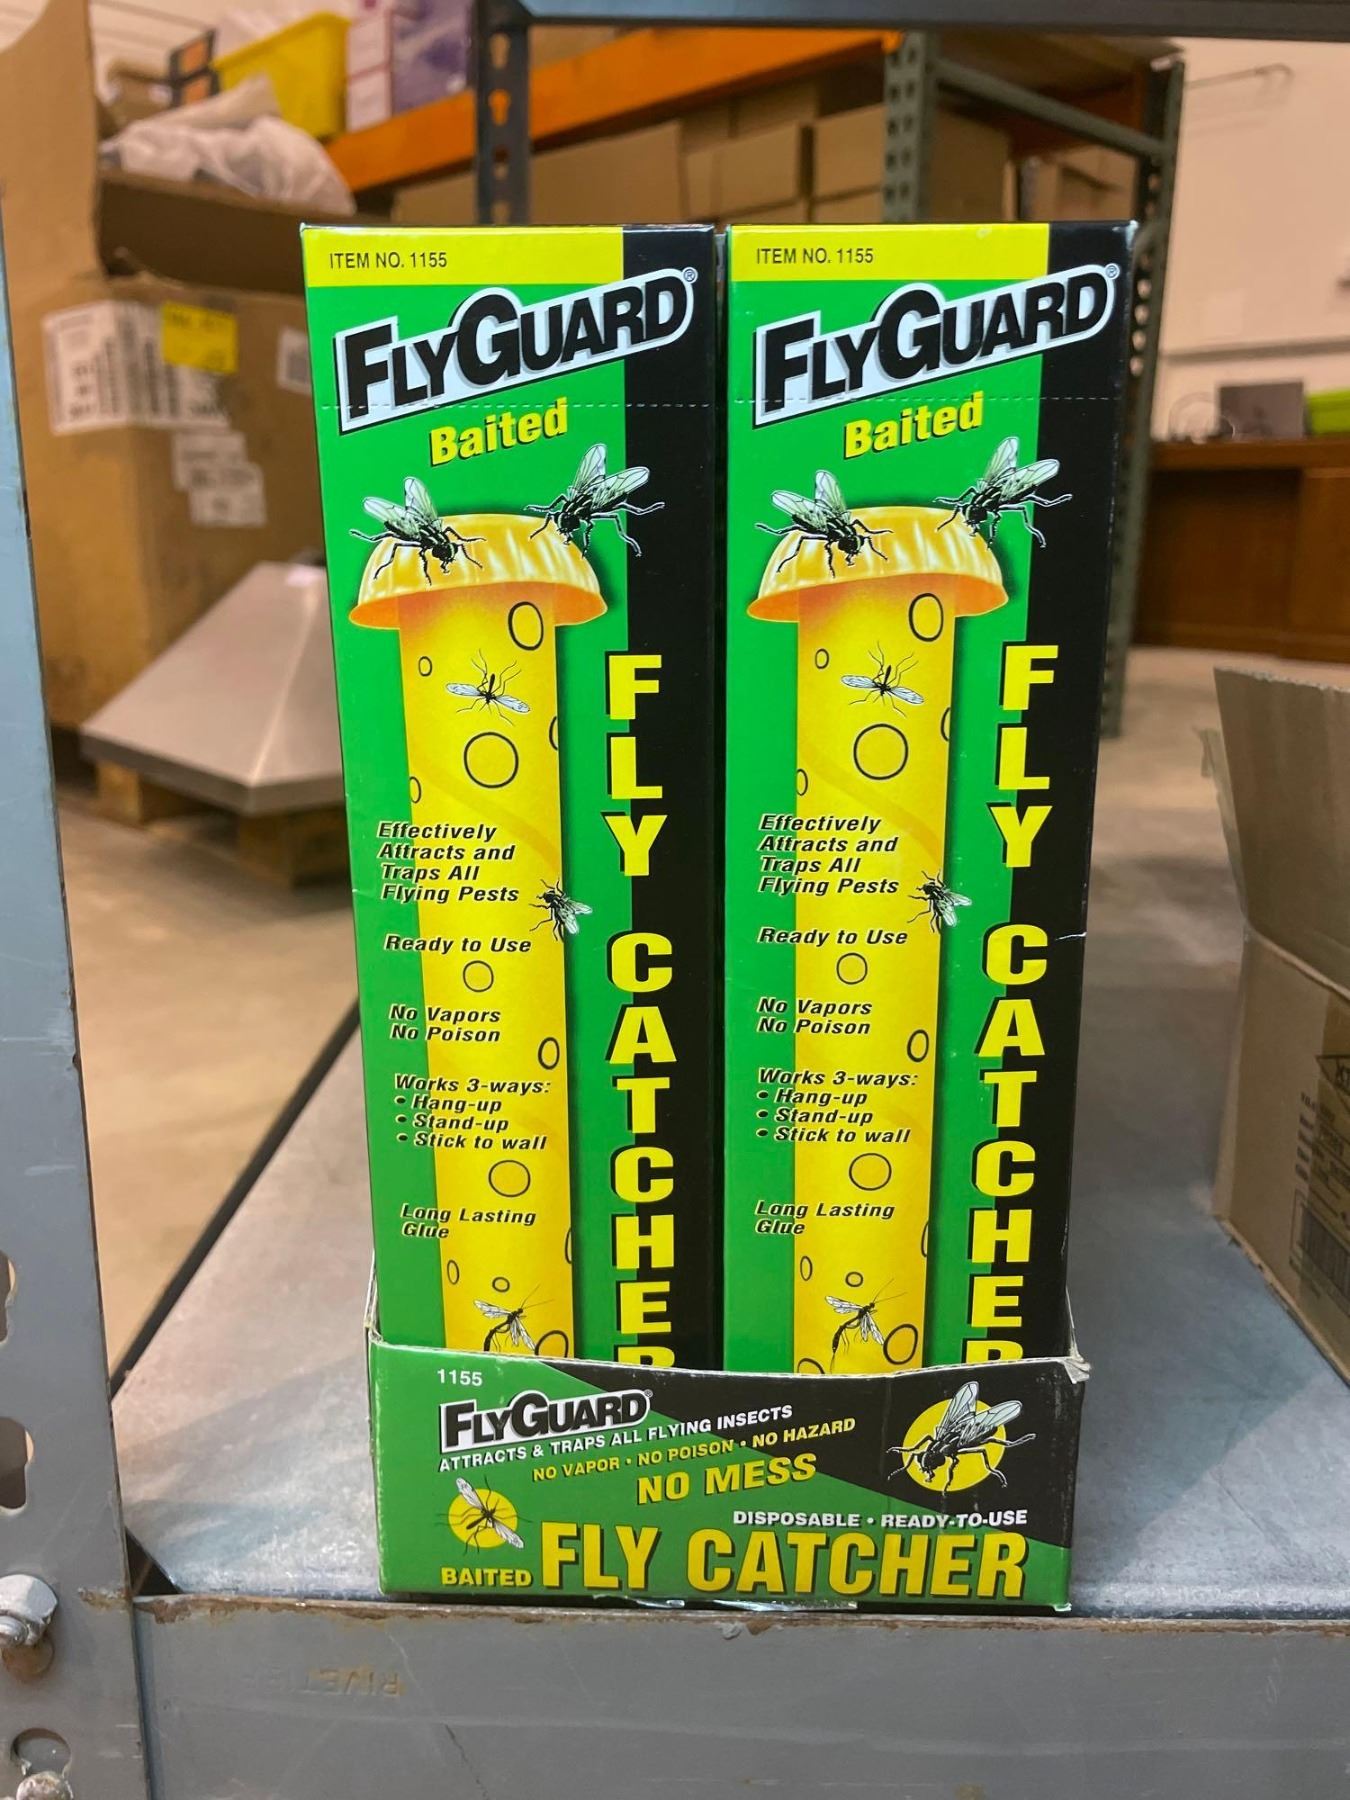 ITEM NO. 1155
FLYGUARD®
Baited
FLY CATCHER
Effectively
Attracts and
Traps All
Flying Pests
Ready to Use
No Vapors
No Poison
Works 3-ways:
• Hang-up
• Stand-up
• Stick to wall
Long Lasting
Glue
ITEM NO. 1155
FLYGUARD®
Baited
FLY CATCHER
Effectively
Attracts and
Traps All
Flying Pests
Ready to Use
No Vapors
No Poison
Works 3-ways:
• Hang-up
• Stand-up
• Stick to wall
Long Lasting
Glue
1155
FLYGUARD®
ATTRACTS & TRAPS ALL FLYING INSECTS
NO VAPOR • NO POISON • NO HAZARD
NO MESS
DISPOSABLE • READY-TO-USE
BAITED FLY CATCHER